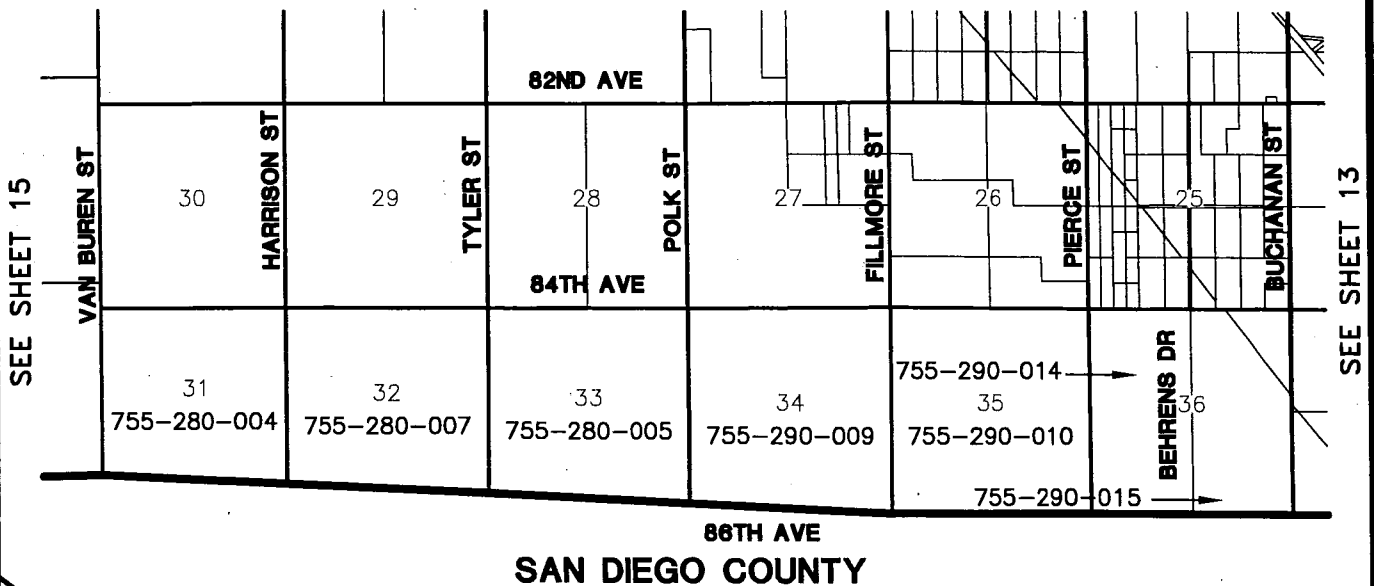 82ND AVE
SEE SHEET 15
VAN BUREN ST
30
HARRISON ST
29
TYLER ST
28
POLK ST
27
FILLMORE ST
26
PIERCE ST
25
BUCHANAN ST
SEE SHEET 13
84TH AVE
31
755-280-004
32
755-280-007
33
755-280-005
34
755-290-009
755-290-014
35
755-290-010
BEHRENS DR
36
755-290-015
86TH AVE
SAN DIEGO COUNTY